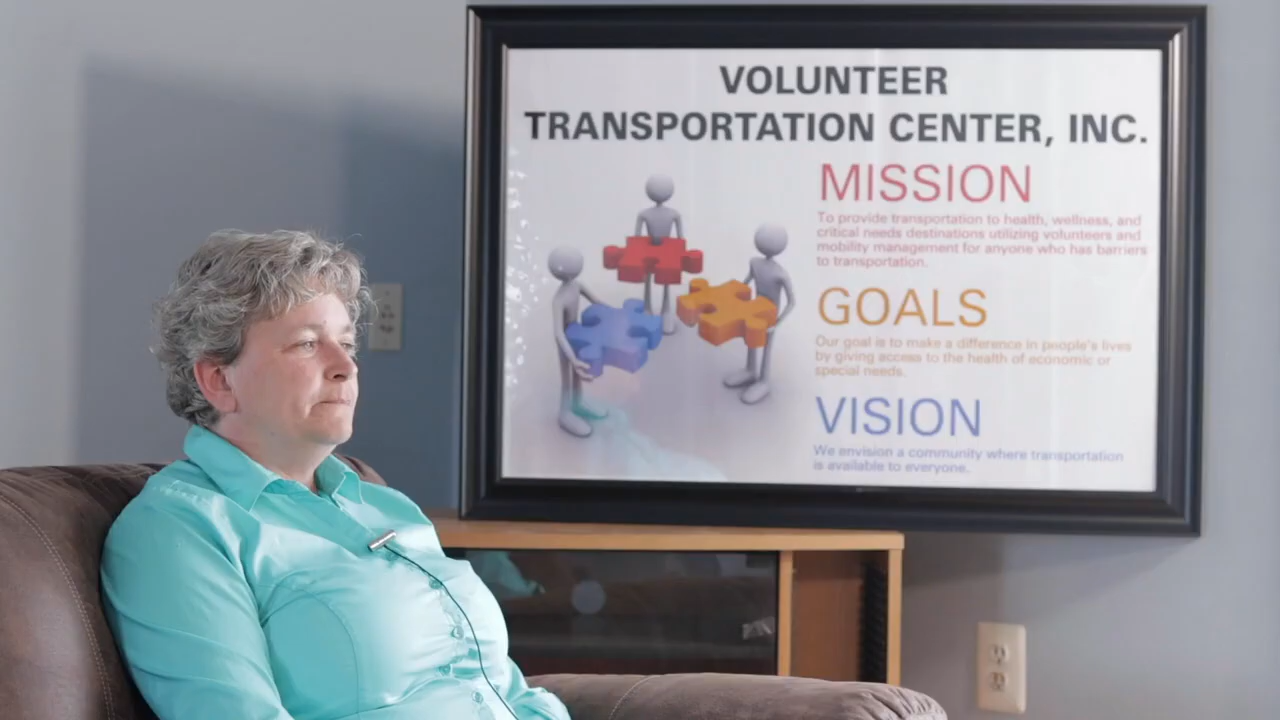 VOLUNTEER
TRANSPORTATION CENTER, INC.
MISSION
To provide transportation to health, wellness, and
critical needs destinations utilizing volunteers and
mobility management for anyone who has barriers
to transportation.
GOALS
Our goal is to make a difference in people's lives
by giving access to the health of economic or
special needs.
VISION
We envision a community where transportation
is available to everyone.